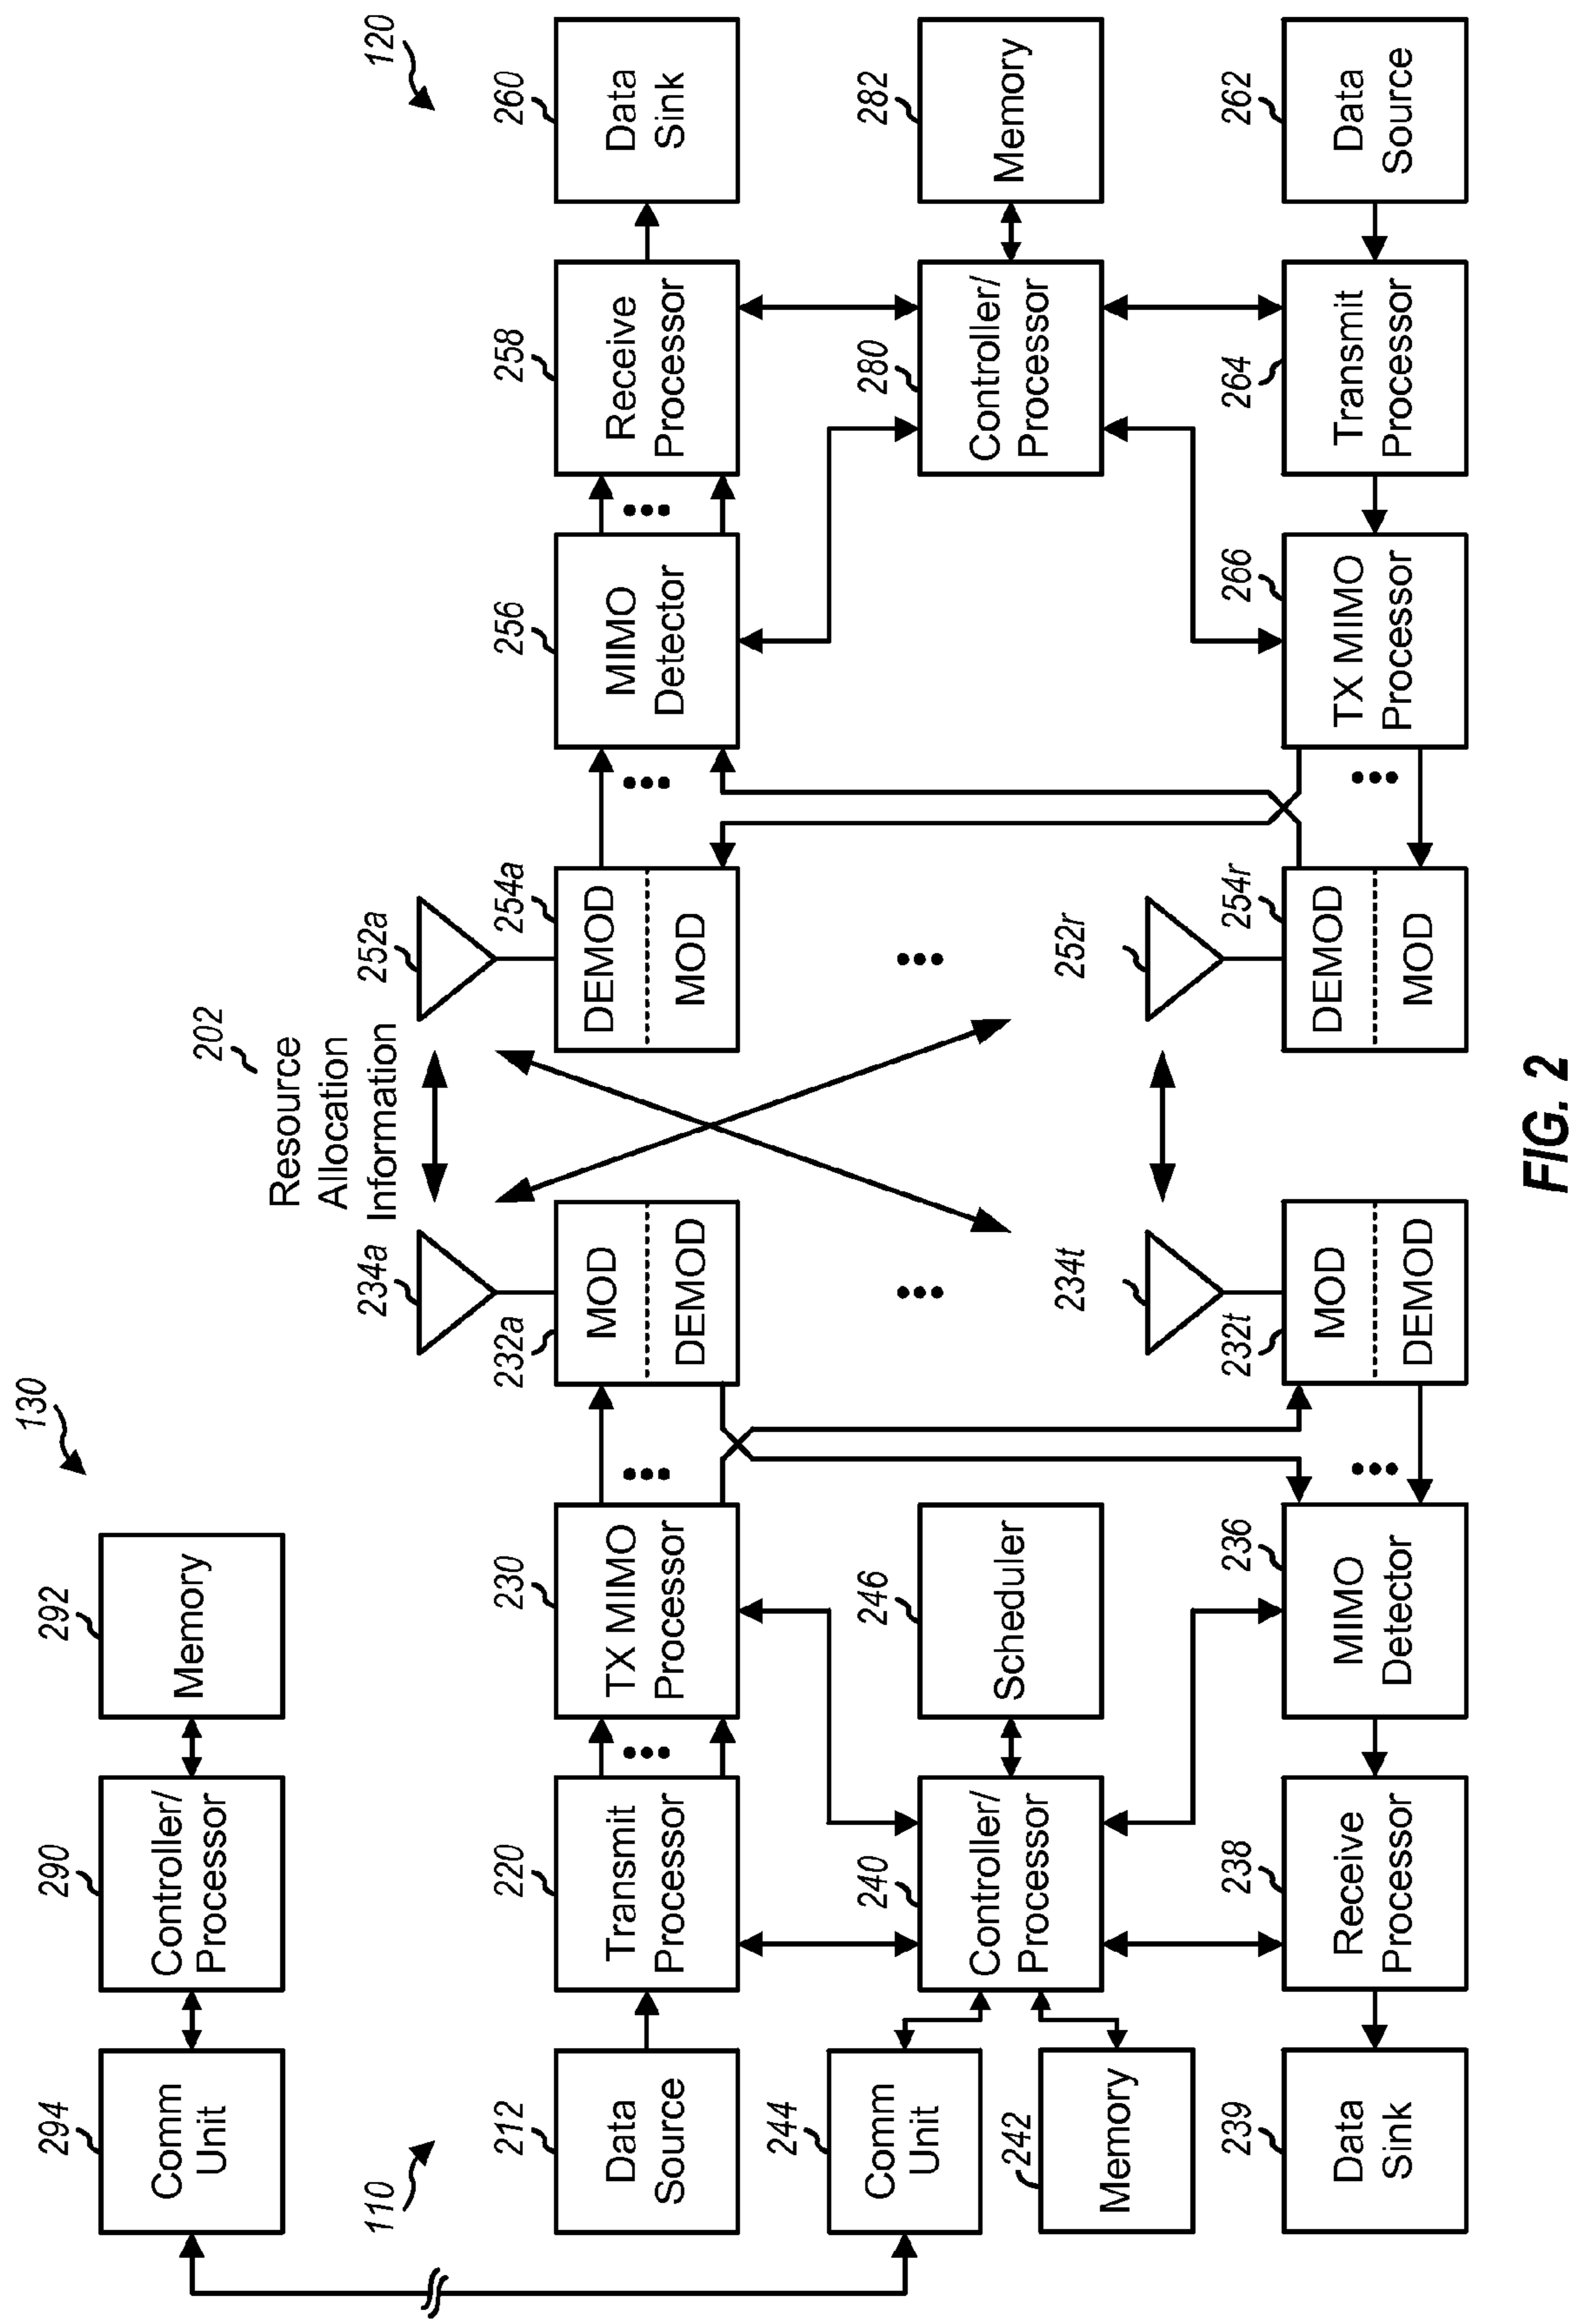 130
294
Comm
Unit
290
Controller/
Processor
292
Memory
202
Resource
Allocation
Information
110
120
234a
252a
212
Data
Source
220
Transmit
Processor
230
TX MIMO
Processor
232a
MOD
DEMOD
254a
DEMOD
MOD
256
MIMO
Detector
258
Receive
Processor
260
Data
Sink
244
Comm
Unit
242
Memory
240
Controller/
Processor
246
Scheduler
280
Controller/
Processor
282
Memory
234t
252r
239
Data
Sink
238
Receive
Processor
236
MIMO
Detector
232t
MOD
DEMOD
254r
DEMOD
MOD
266
TX MIMO
Processor
264
Transmit
Processor
262
Data
Source
FIG. 2